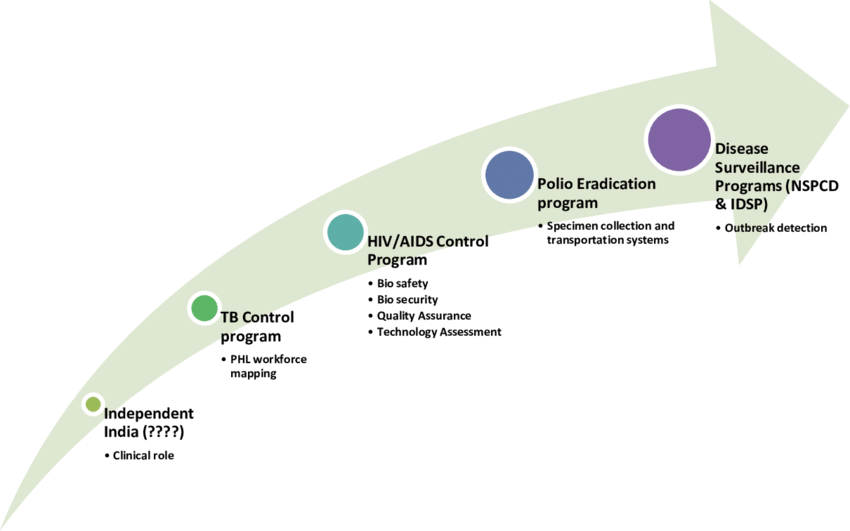 Independent
India (????)
• Clinical role
TB Control
program
• PHL workforce
mapping
HIV/AIDS Control
Program
• Bio safety
• Bio security
• Quality Assurance
• Technology Assessment
Polio Eradication
program
• Specimen collection and
transportation systems
Disease
Surveillance
Programs (NSPCD
& IDSP)
• Outbreak detection